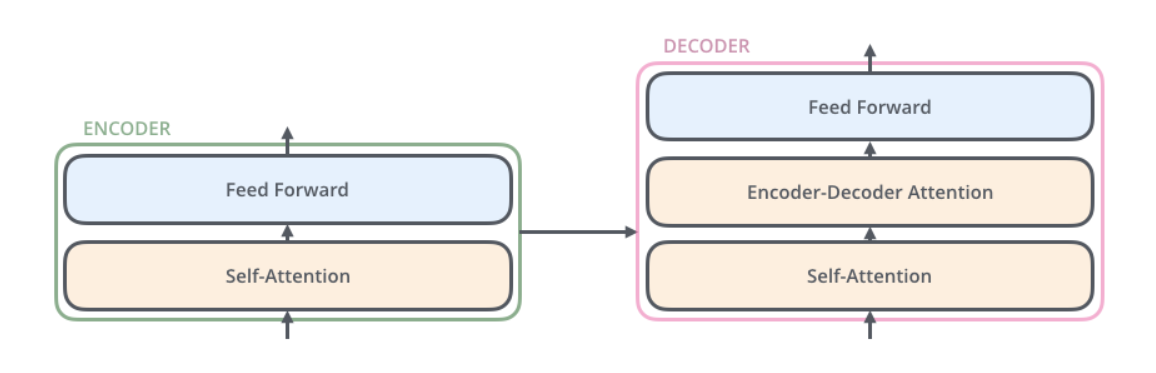 ENCODER
Feed Forward
Self-Attention
DECODER
Feed Forward
Encoder-Decoder Attention
Self-Attention